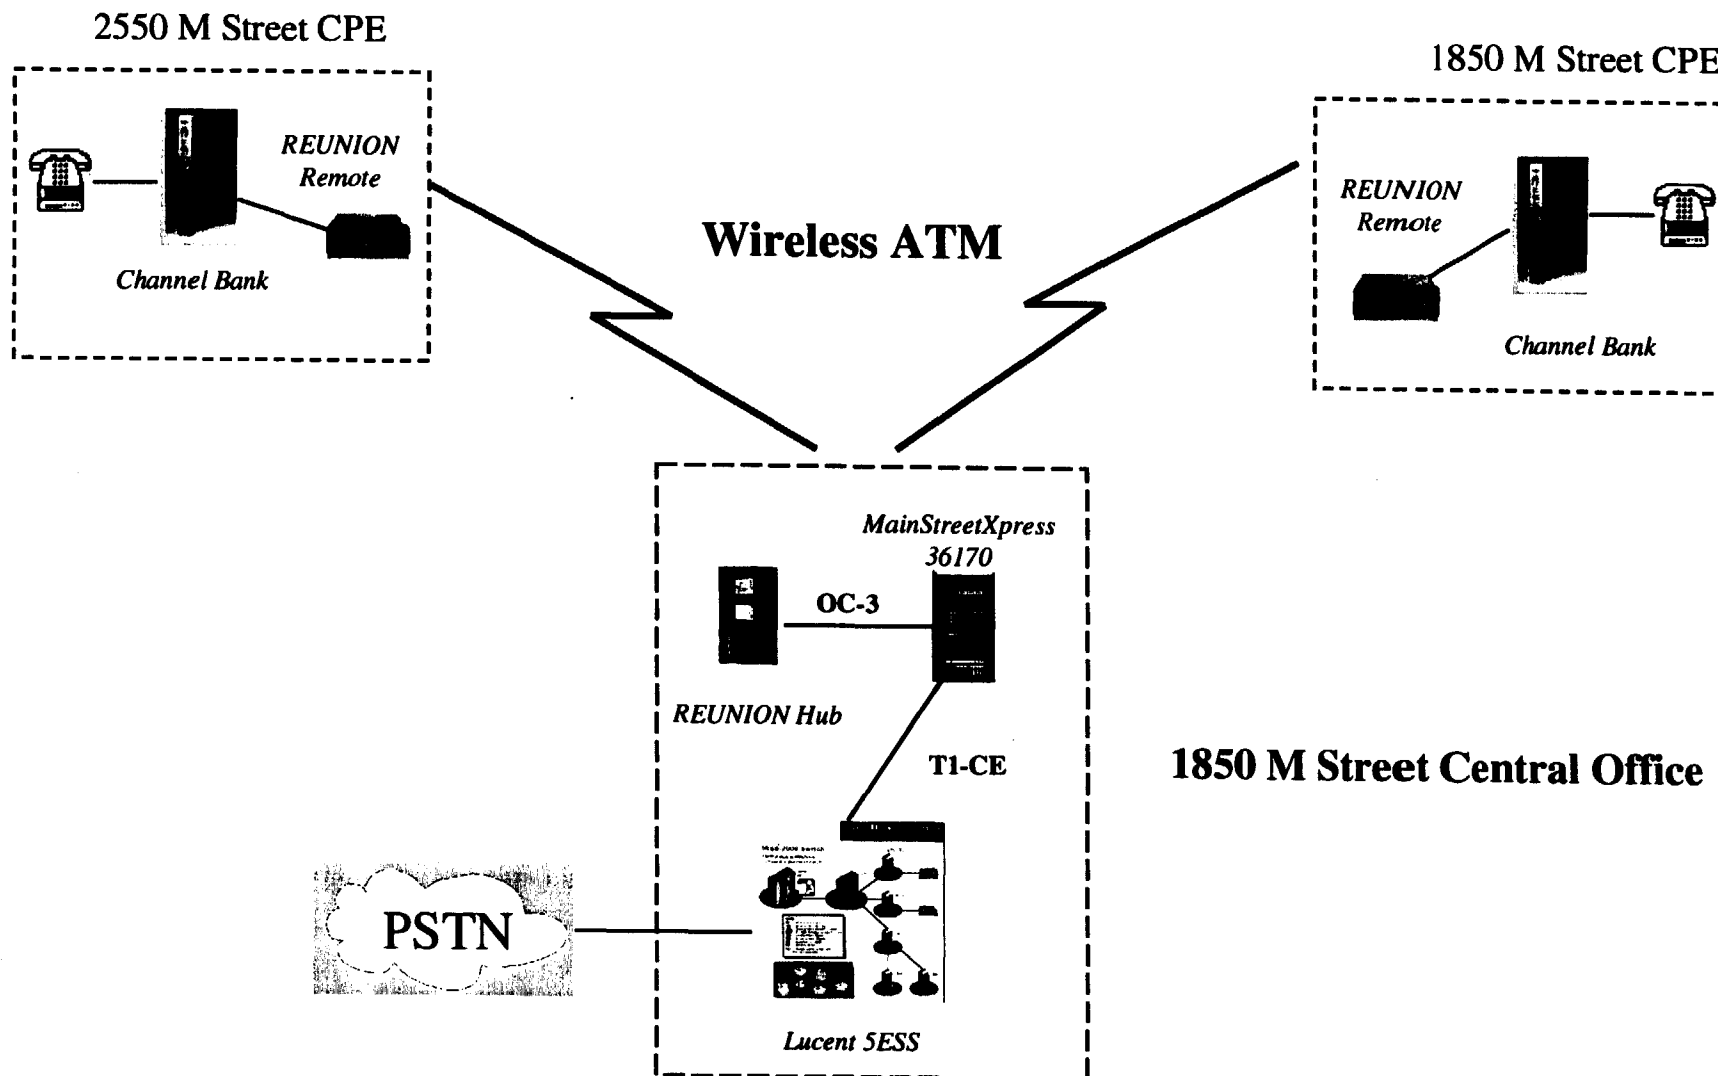 2550 M Street CPE
1850 M Street CPE
REUNION
Remote
Channel Bank
Wireless ATM
REUNION
Remote
Channel Bank
MainStreetXpress
36170
OC-3
REUNION Hub
T1-CE
1850 M Street Central Office
PSTN
Lucent 5ESS